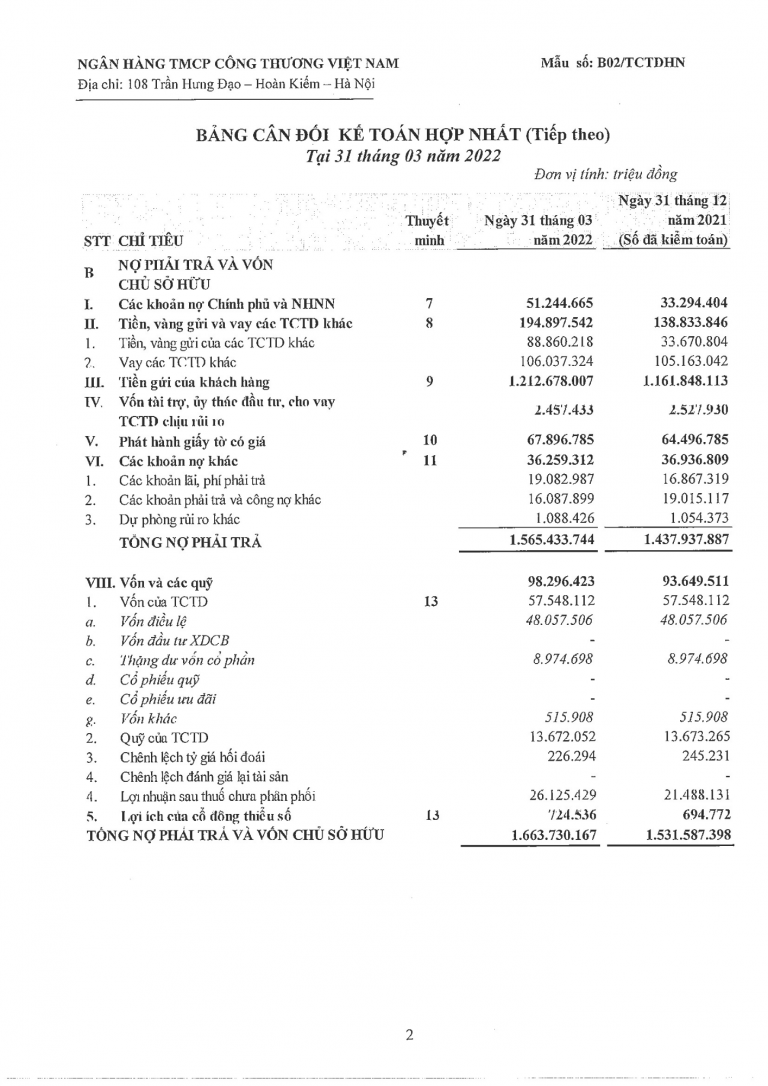 NGÂN HÀNG TMCP CÔNG THƯƠNG VIỆT NAM Mẫu số: B02/TCTDHN
Địa chỉ: 108 Trần Hưng Đạo – Hoàn Kiếm – Hà Nội
BẢNG CÂN ĐỐI KẾ TOÁN HỢP NHẤT (Tiếp theo)
Tại 31 tháng 03 năm 2022
Đơn vị tính: triệu đồng
STT CHỈ TIÊU Thuyết minh Ngày 31 tháng 03 năm 2022 Ngày 31 tháng 12 năm 2021 (Số đã kiểm toán)
B NỢ PHẢI TRẢ VÀ VỐN
CHỦ SỞ HỮU
I. Các khoản nợ Chính phủ và NHNN 7 51.244.665 33.294.404
II. Tiền, vàng gửi và vay các TCTD khác 8 194.897.542 138.833.846
1. Tiền, vàng gửi của các TCTD khác 88.860.218 33.670.804
2. Vay các TCTD khác 106.037.324 105.163.042
III. Tiền gửi của khách hàng 9 1.212.678.007 1.161.848.113
IV. Vốn tài trợ, ủy thác đầu tư, cho vay
TCTD chịu rủi ro 2.457.433 2.527.930
V. Phát hành giấy tờ có giá 10 67.896.785 64.496.785
VI. Các khoản nợ khác 11 36.259.312 36.936.809
1. Các khoản lãi, phí phải trả 19.082.987 16.867.319
2. Các khoản phải trả và công nợ khác 16.087.899 19.015.117
3. Dự phòng rủi ro khác 1.088.426 1.054.373
TỔNG NỢ PHẢI TRẢ 1.565.433.744 1.437.937.887
VIII. Vốn và các quỹ 98.296.423 93.649.511
1. Vốn của TCTD 13 57.548.112 57.548.112
a. Vốn điều lệ 48.057.506 48.057.506
b. Vốn đầu tư XDCB - -
c. Thặng dư vốn cổ phần 8.974.698 8.974.698
d. Cổ phiếu quỹ - -
e. Cổ phiếu ưu đãi - -
g. Vốn khác 515.908 515.908
2. Quỹ của TCTD 13.672.052 13.673.265
3. Chênh lệch tỷ giá hối đoái 226.294 245.231
4. Chênh lệch đánh giá lại tài sản - -
4. Lợi nhuận sau thuế chưa phân phối 26.125.429 21.488.131
5. Lợi ích của cổ đông thiểu số 13 724.536 694.772
TỔNG NỢ PHẢI TRẢ VÀ VỐN CHỦ SỞ HỮU 1.663.730.167 1.531.587.398
2